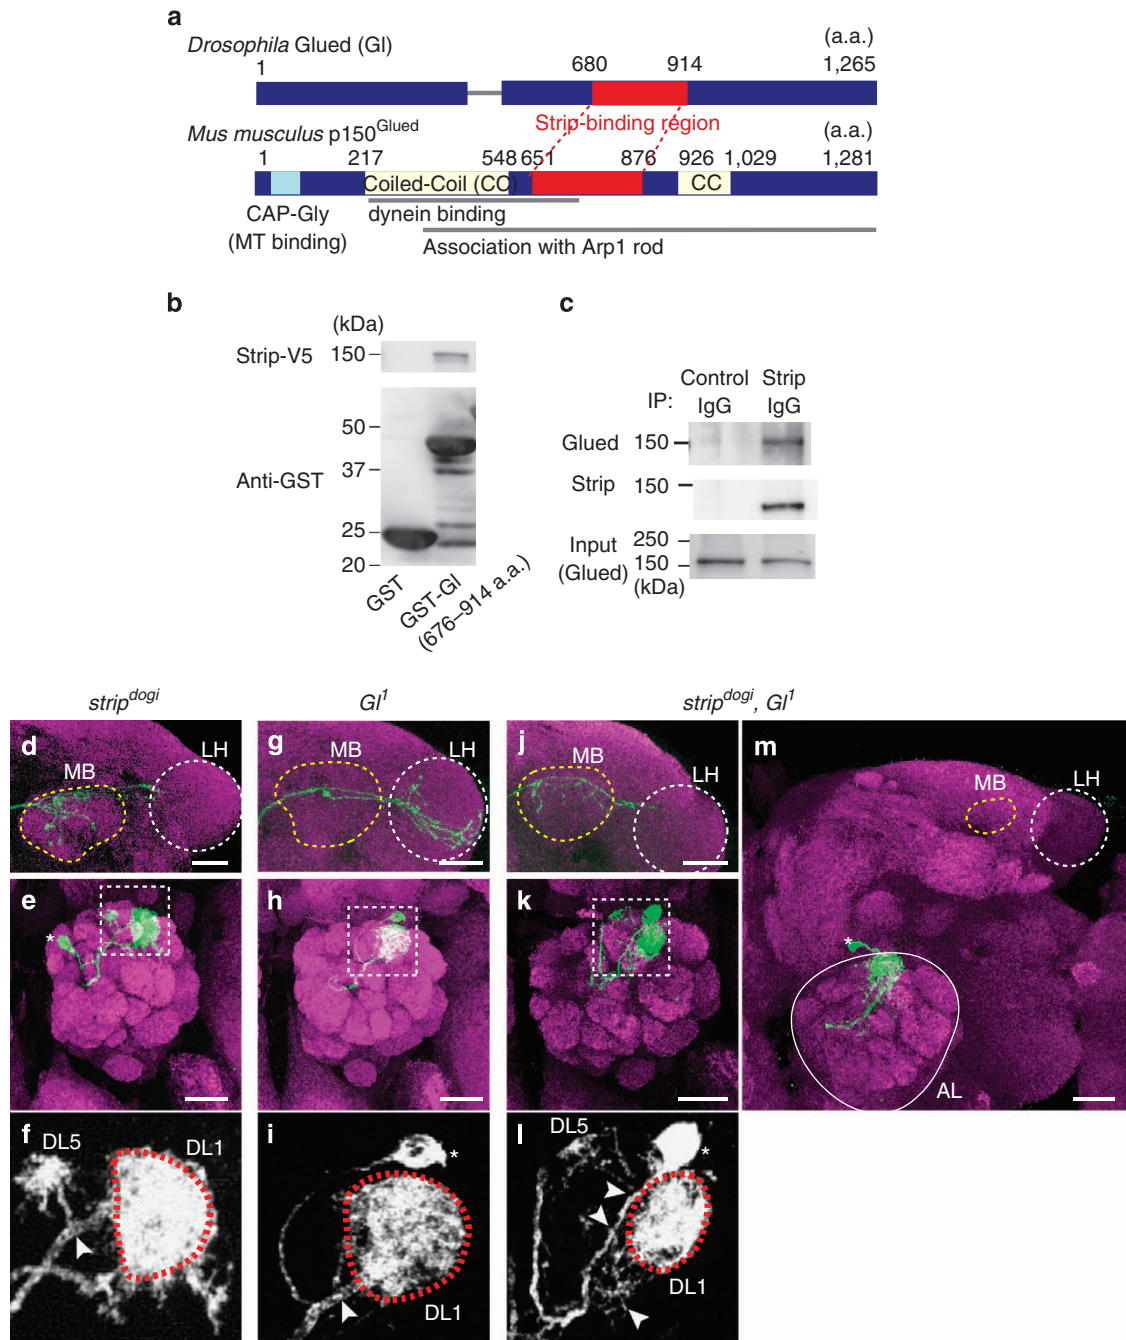 a
Drosophila Glued (Gl)
(a.a.)
1 680 914 1,265
Strip-binding region
Mus musculus p150Glued
(a.a.)
1 217 548 651 876 926 1,029 1,281
Coiled-Coil (CC) CC
CAP-Gly
(MT binding)
dynein binding
Association with Arp1 rod
b
(kDa)
Strip-V5 150
50
37
Anti-GST
25
20
GST
GST-Gl
(676–914 a.a.)
c
IP: Control IgG Strip IgG
Glued 150
Strip 150
Input
(Glued)
250
150
(kDa)
strip dogi
Gl1
strip dogi, Gl1
d MB LH
g MB LH
j MB LH
m MB LH
* AL
e *
h
k
f DL5 DL1
i * DL1
l DL5 * DL1